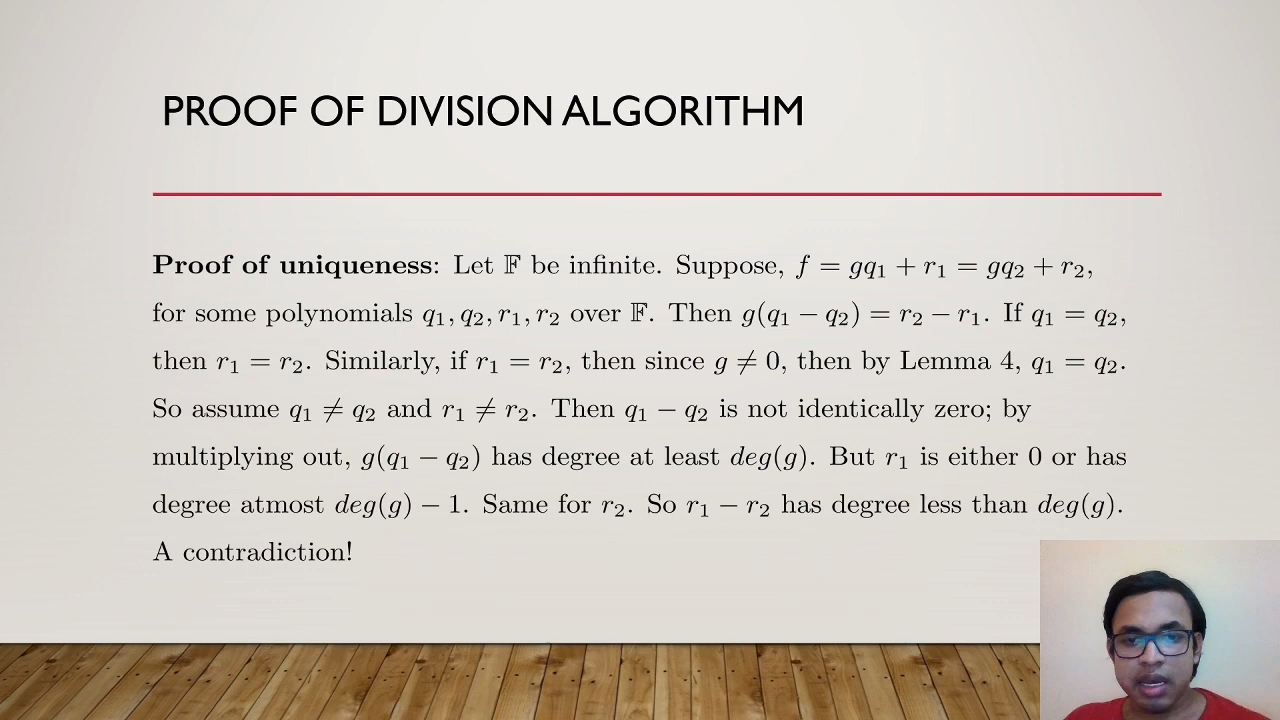 PROOF OF DIVISION ALGORITHM
Proof of uniqueness: Let 𝔽 be infinite. Suppose, f = gq₁ + r₁ = gq₂ + r₂,
for some polynomials q₁, q₂, r₁, r₂ over 𝔽. Then g(q₁ − q₂) = r₂ − r₁. If q₁ = q₂,
then r₁ = r₂. Similarly, if r₁ = r₂, then since g ≠ 0, then by Lemma 4, q₁ = q₂.
So assume q₁ ≠ q₂ and r₁ ≠ r₂. Then q₁ − q₂ is not identically zero; by
multiplying out, g(q₁ − q₂) has degree at least deg(g). But r₁ is either 0 or has
degree atmost deg(g) − 1. Same for r₂. So r₁ − r₂ has degree less than deg(g).
A contradiction!